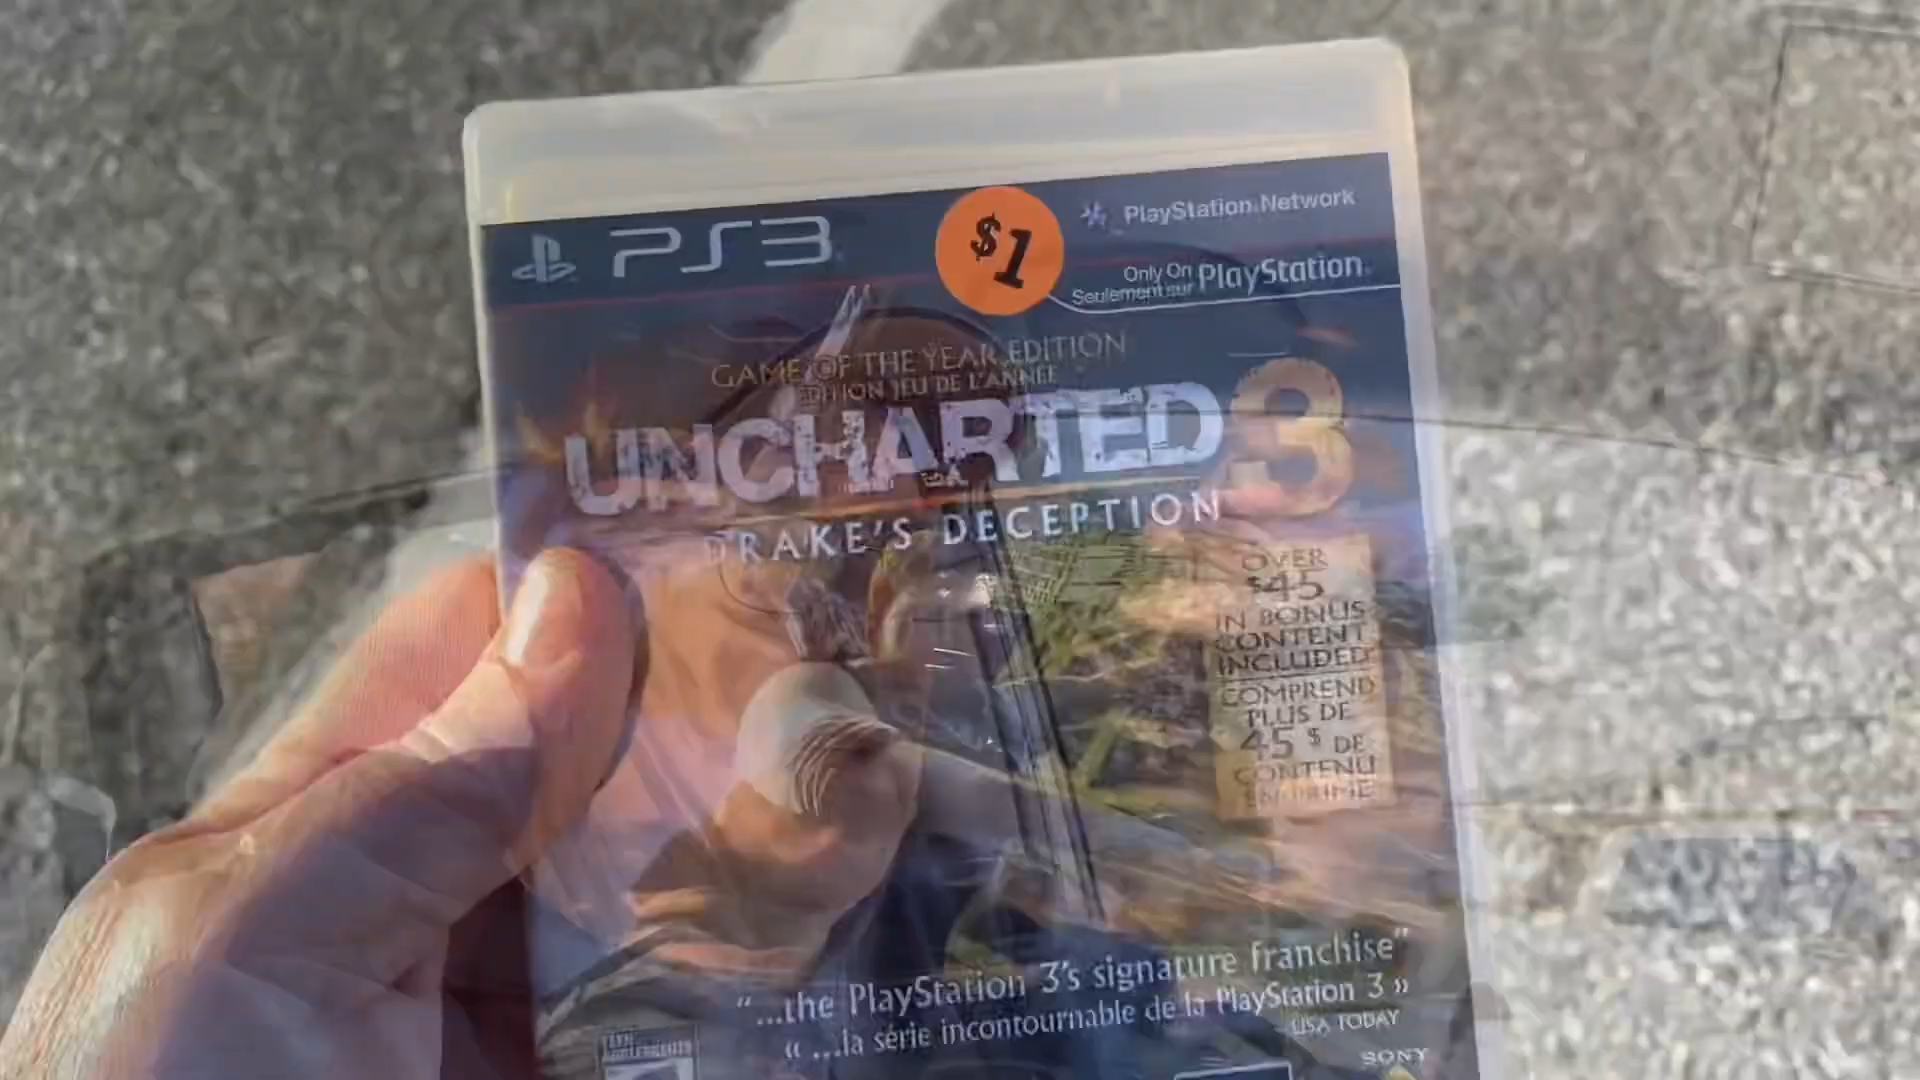 PS3
$1
PlayStation Network
Only On
Seulement sur PlayStation
GAME OF THE YEAR EDITION
ÉDITION JEU DE L'ANNÉE
UNCHARTED 3
DRAKE'S DECEPTION
OVER
$45
IN BONUS
CONTENT
INCLUDED
COMPREND
PLUS DE
45 $ DE
CONTENU
EN PRIME
"...the PlayStation 3's signature franchise"
« ...la série incontournable de la PlayStation 3 »
USA TODAY
SONY